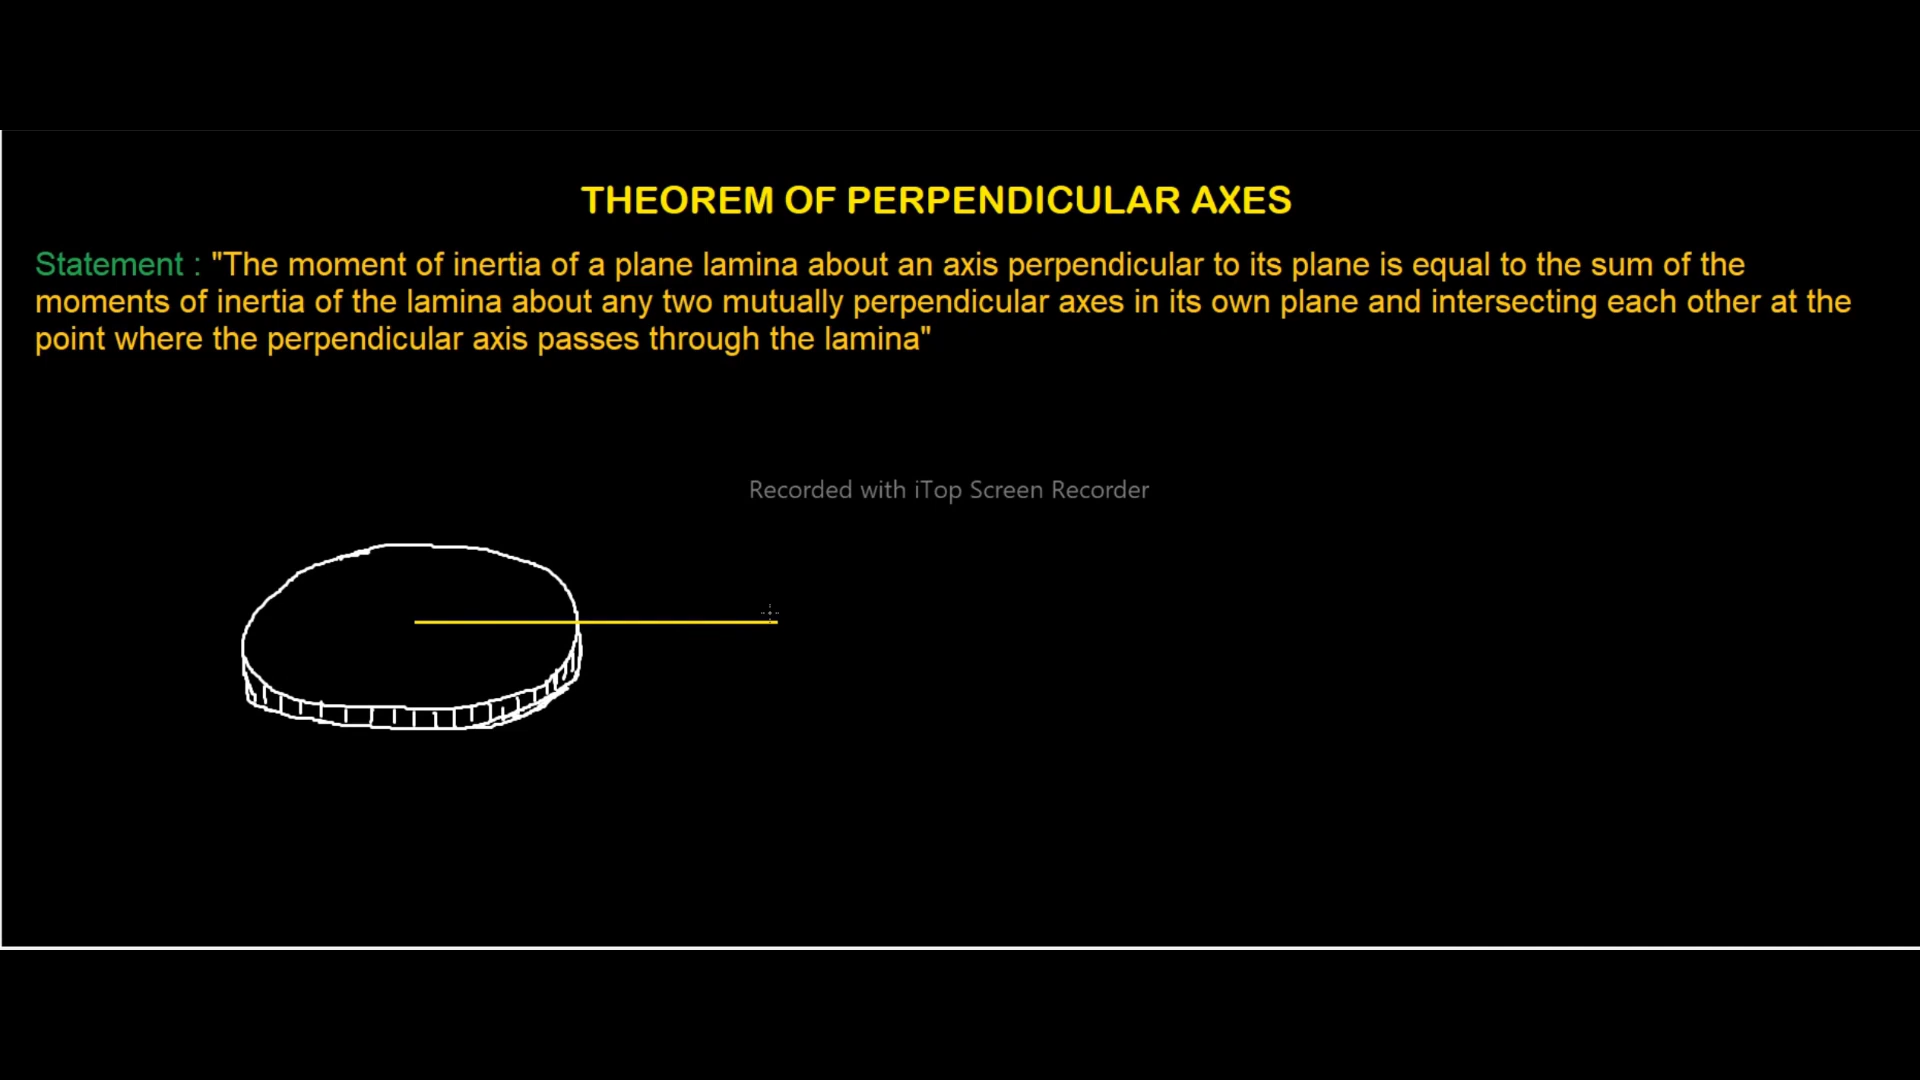 THEOREM OF PERPENDICULAR AXES
Statement : "The moment of inertia of a plane lamina about an axis perpendicular to its plane is equal to the sum of the
moments of inertia of the lamina about any two mutually perpendicular axes in its own plane and intersecting each other at the
point where the perpendicular axis passes through the lamina"
Recorded with iTop Screen Recorder